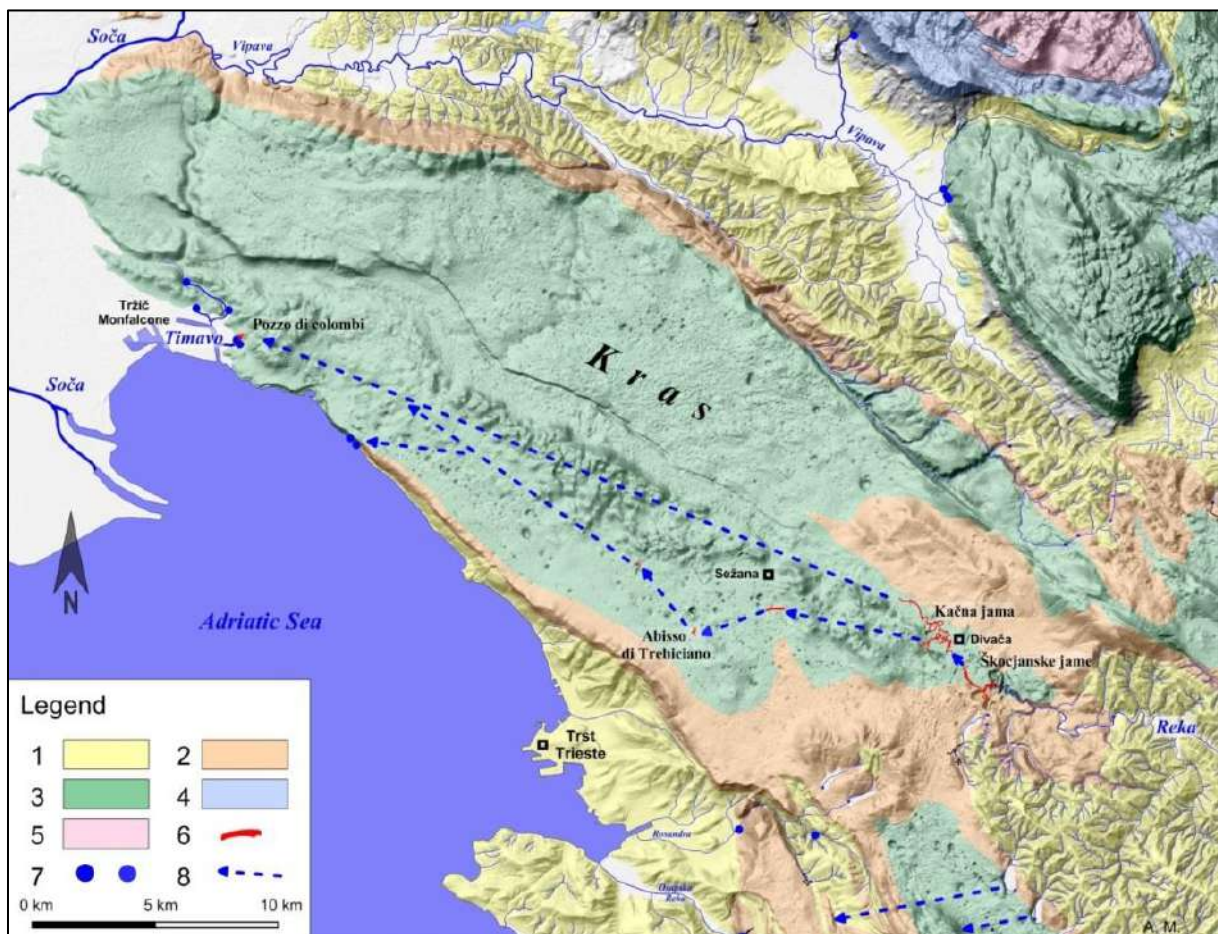 Soča
Vipava
Vipava
Tržič
Monfalcone
Timavo
Pozzo di colombi
Soča
Kras
N
Sežana
Kačna jama
Divača
Abisso
di Trebiciano
Škocjanske jame
Adriatic Sea
Reka
Trst
Trieste
Rosandra
Osapska
Reka
Legend
1
2
3
4
5
6
7
8
0 km
5 km
10 km
A. M.